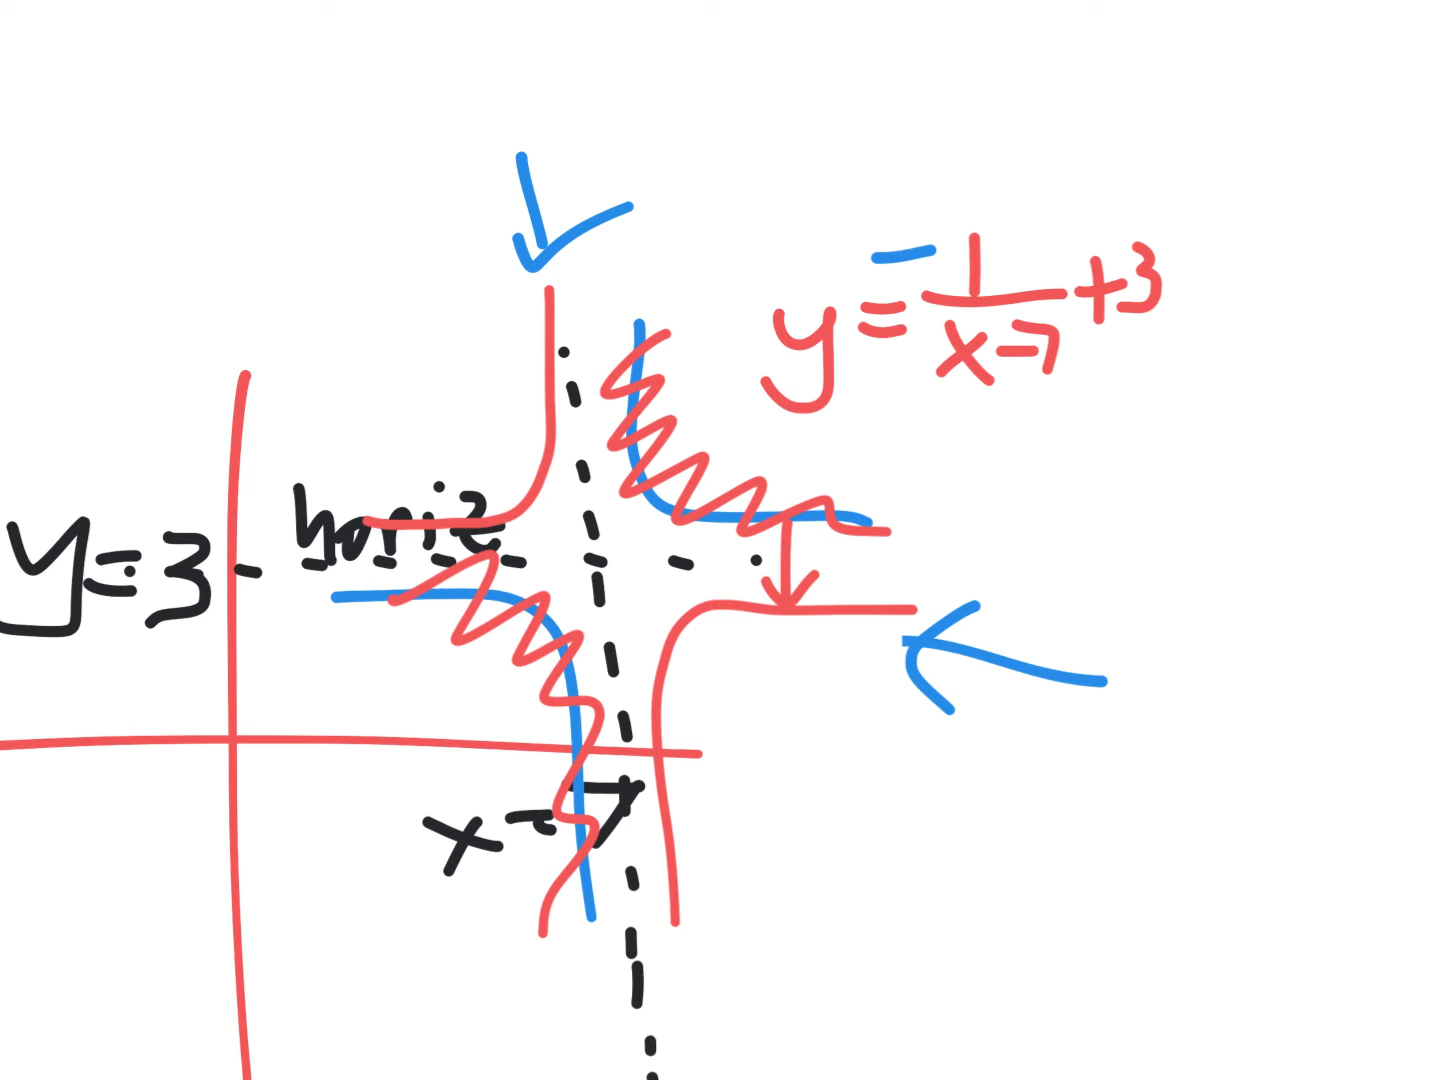 y = -1/(x-7) + 3
horiz
y = 3
x = 7